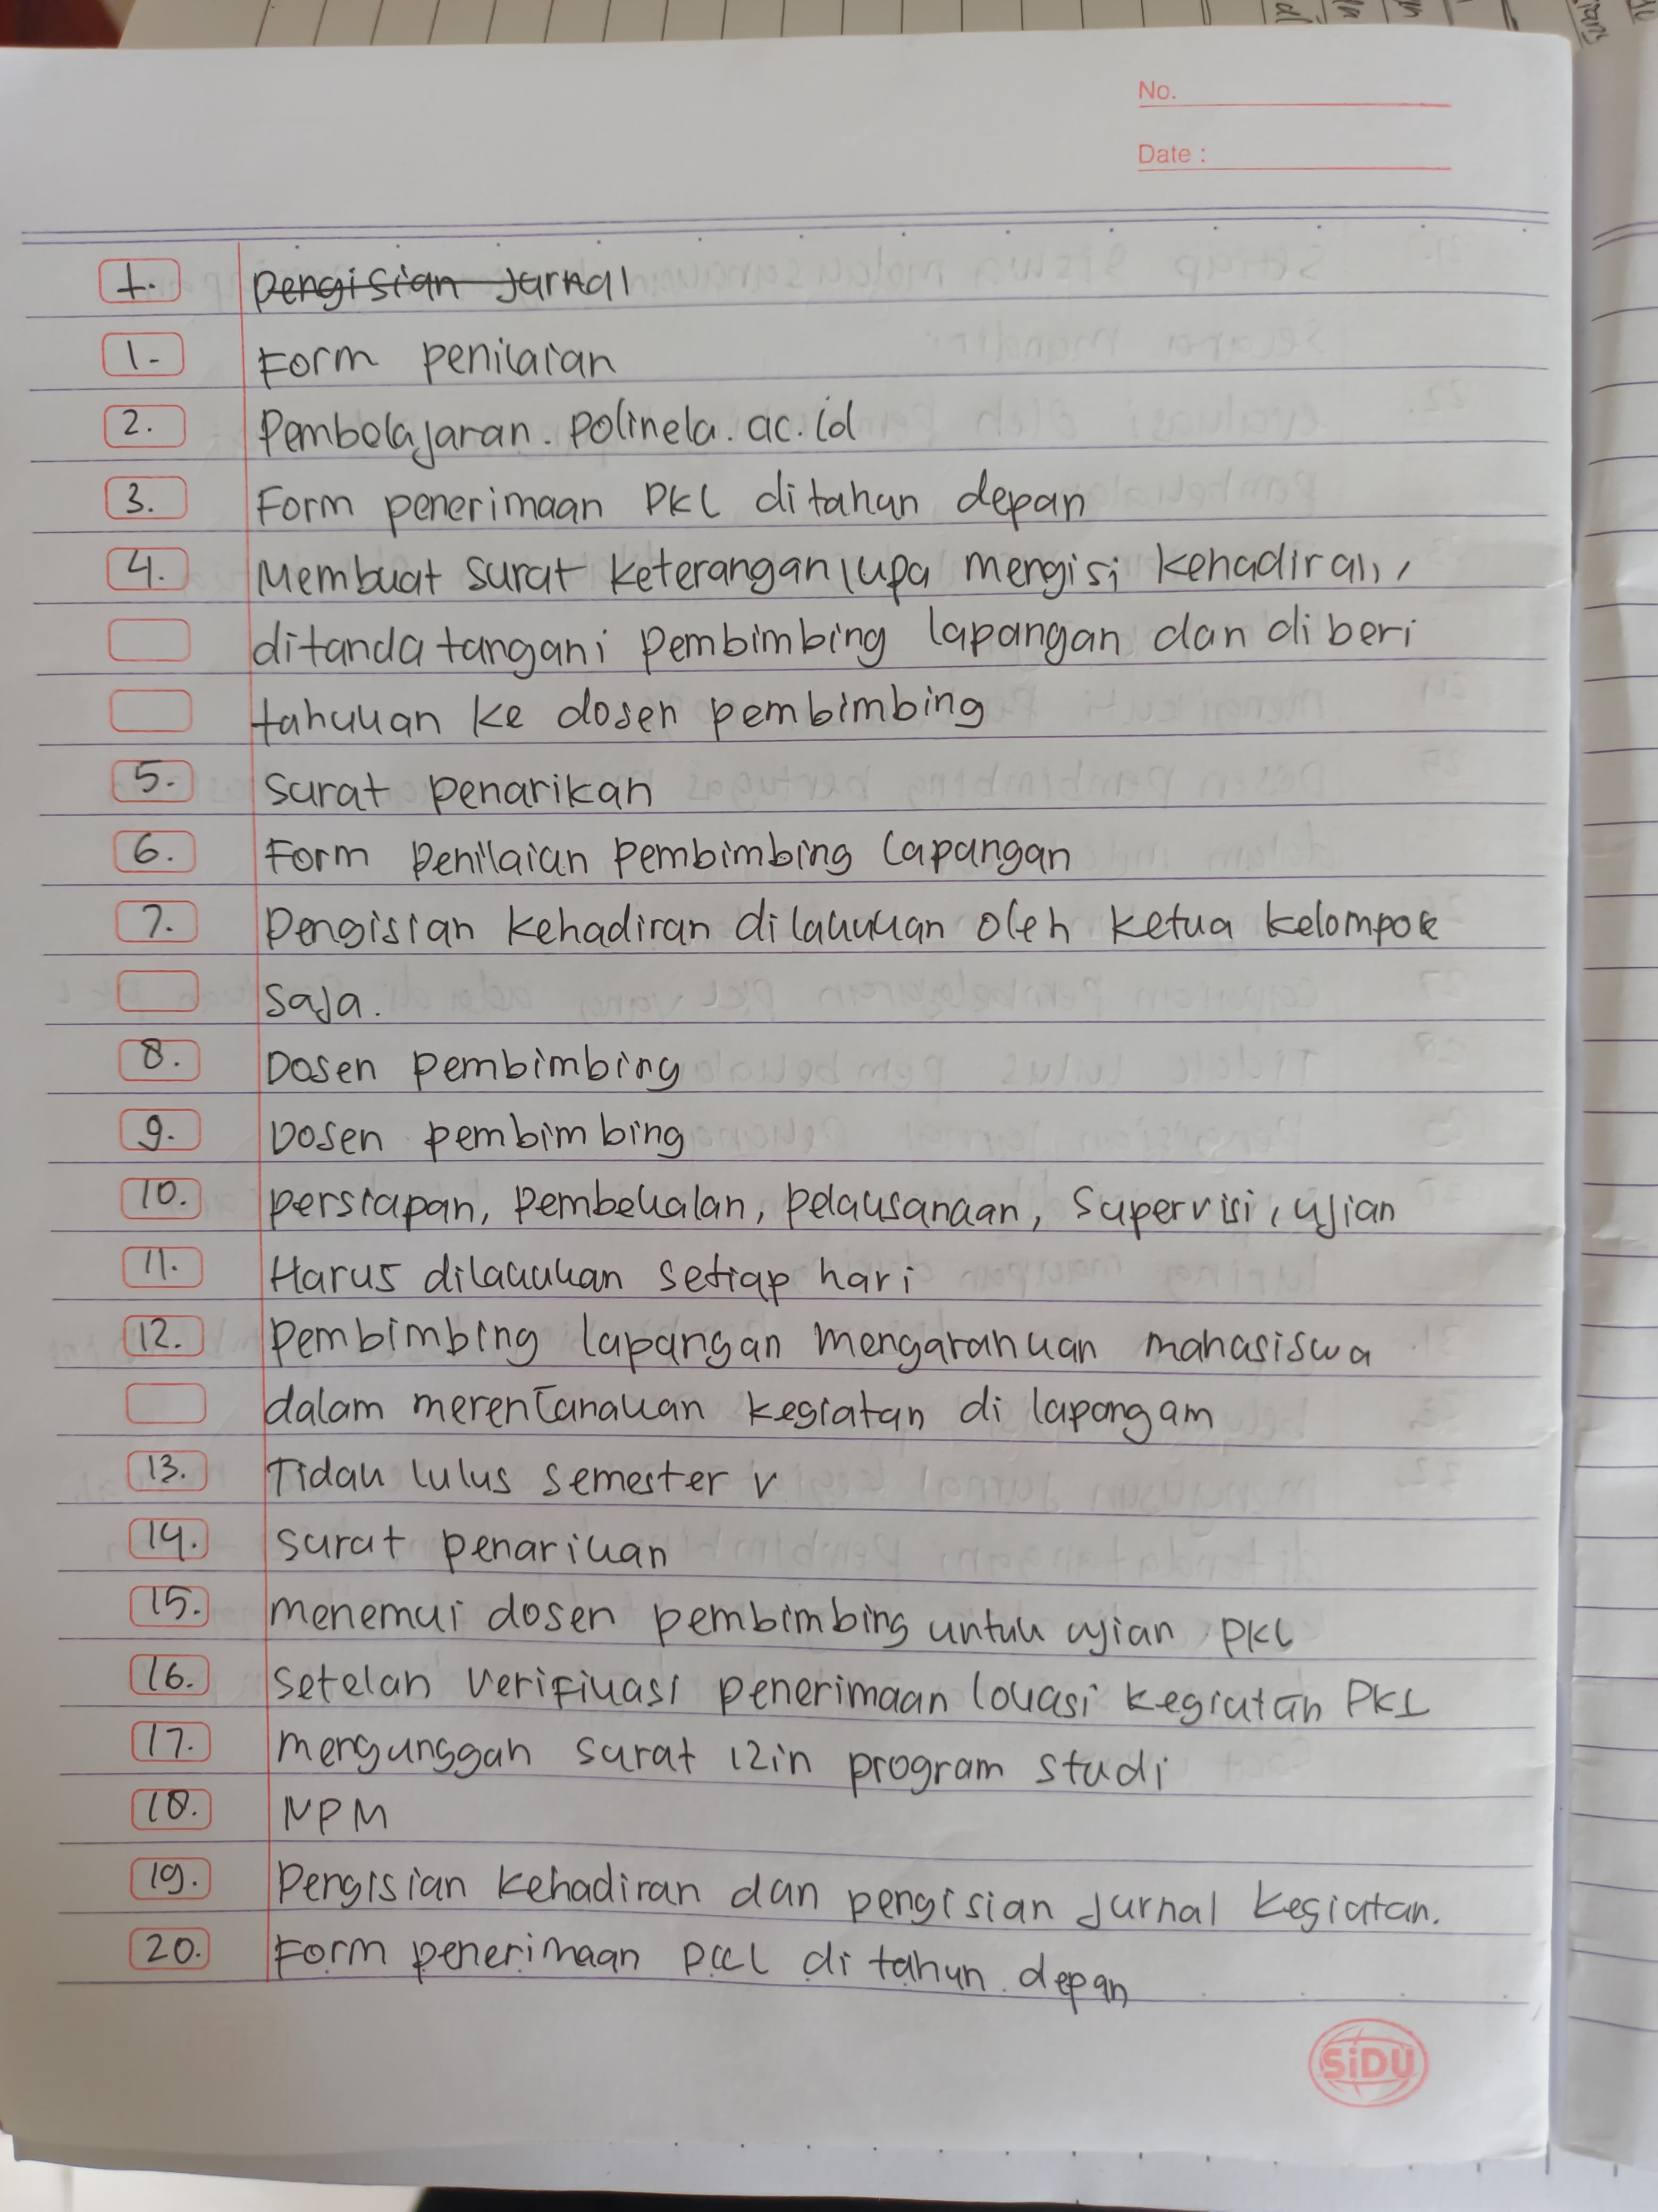 No.
Date :
1. Pengisian Jurnal
1. Form penilaian
2. Pembelajaran. polinela. ac. id
3. Form penerimaan PKL ditahun depan
4. Membuat surat keterangan lupa mengisi kehadiran,
ditandatangani pembimbing lapangan dan diberi
tahukan ke dosen pembimbing
5. Surat penarikan
6. Form penilaian pembimbing lapangan
7. Pengisian kehadiran dilakukan oleh ketua kelompok
Saja.
8. Dosen pembimbing
9. Dosen pembimbing
10. persiapan, Pembekalan, pelaksanaan, Supervisi, ujian
11. Harus dilakukan setiap hari
12. Pembimbing lapangan mengarahkan mahasiswa
dalam merencanakan kegiatan di lapangam
13. Tidak lulus semester V
14. Surat penarikan
15. menemui dosen pembimbing untuk ujian PKL
16. Setelah verifikasi penerimaan lokasi kegiatan PKL
17. mengunggah surat izin program studi
18. NPM
19. Pengisian kehadiran dan pengisian jurnal kegiatan.
20. Form penerimaan PKL di tahun depan
SiDU